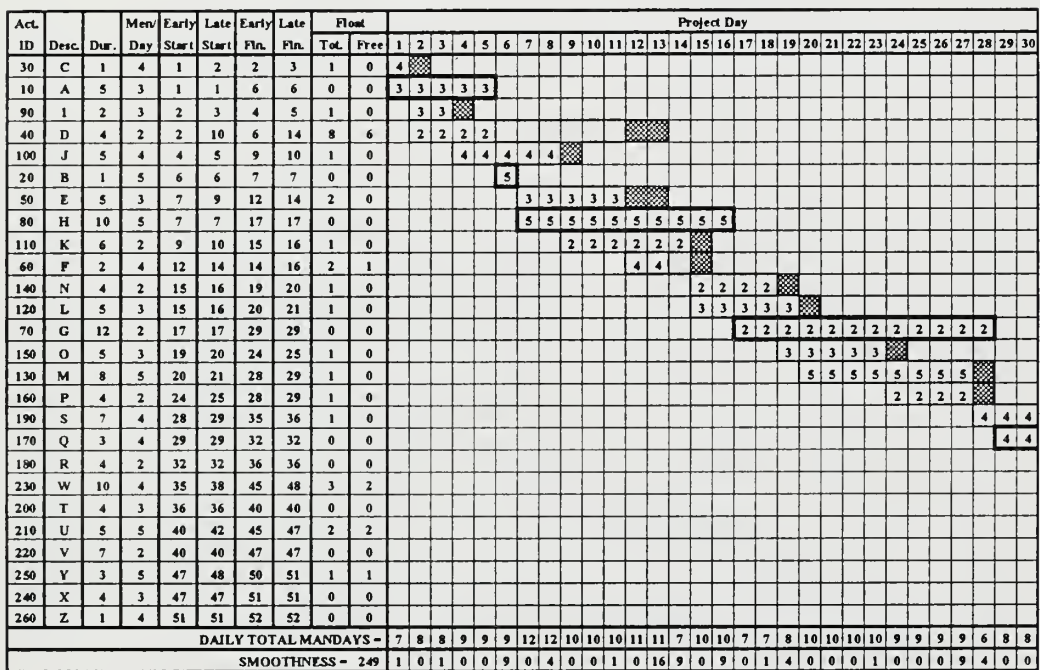 Act. Men/ Early Late Early Late Float Project Day
ID Desc. Dur. Day Start Start Fin. Fin. Tot. Free 1 2 3 4 5 6 7 8 9 10 11 12 13 14 15 16 17 18 19 20 21 22 23 24 25 26 27 28 29 30
30 C 1 4 1 2 2 3 1 0 4
10 A 5 3 1 1 6 6 0 0 3 3 3 3 3
90 I 2 3 2 3 4 5 1 0 3 3
40 D 4 2 2 10 6 14 8 6 2 2 2 2
100 J 5 4 4 5 9 10 1 0 4 4 4 4 4
20 B 1 5 6 6 7 7 0 0 5
50 E 5 3 7 9 12 14 2 0 3 3 3 3 3
80 H 10 5 7 7 17 17 0 0 5 5 5 5 5 5 5 5 5 5
110 K 6 2 9 10 15 16 1 0 2 2 2 2 2 2
60 F 2 4 12 14 14 16 2 1 4 4
140 N 4 2 15 16 19 20 1 0 2 2 2 2
120 L 5 3 15 16 20 21 1 0 3 3 3 3 3
70 G 12 2 17 17 29 29 0 0 2 2 2 2 2 2 2 2 2 2 2 2
150 O 5 3 19 20 24 25 1 0 3 3 3 3 3
130 M 8 5 20 21 28 29 1 0 5 5 5 5 5 5 5 5
160 P 4 2 24 25 28 29 1 0 2 2 2 2
190 S 7 4 28 29 35 36 1 0 4 4 4
170 Q 3 4 29 29 32 32 0 0 4 4
180 R 4 2 32 32 36 36 0 0
230 W 10 4 35 38 45 48 3 2
200 T 4 3 36 36 40 40 0 0
210 U 5 5 40 42 45 47 2 2
220 V 7 2 40 40 47 47 0 0
250 Y 3 5 47 48 50 51 1 1
240 X 4 3 47 47 51 51 0 0
260 Z 1 4 51 51 52 52 0 0
DAILY TOTAL MANDAYS = 7 8 8 9 9 9 12 12 10 10 10 11 11 7 10 10 7 7 8 10 10 10 10 9 9 9 9 6 8 8
SMOOTHNESS = 249 1 0 1 0 0 9 0 4 0 0 1 0 16 9 0 9 0 1 4 0 0 0 1 0 0 0 9 4 0 0